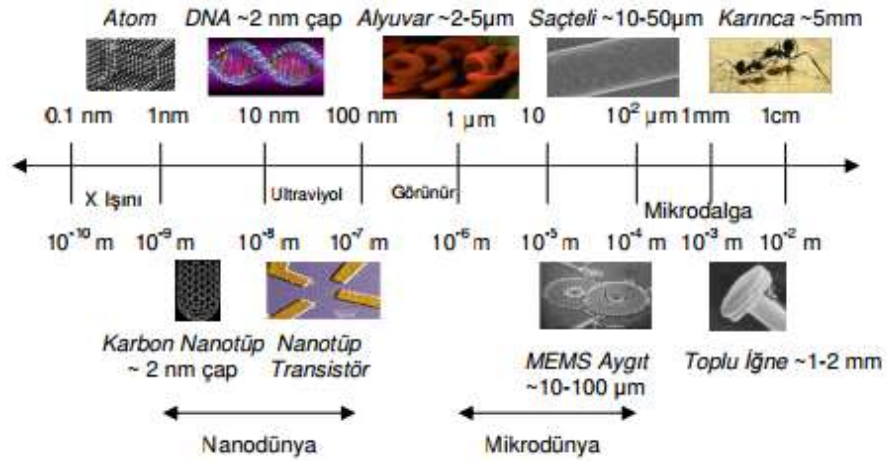 Atom DNA ~2 nm çap Alyuvar ~2-5µm Saçteli ~10-50µm Karınca ~5mm
0.1 nm 1nm 10 nm 100 nm 1 µm 10 10² µm 1mm 1cm
X Işını Ultraviyol Görünür Mikrodalga
10⁻¹⁰ m 10⁻⁹ m 10⁻⁸ m 10⁻⁷ m 10⁻⁶ m 10⁻⁵ m 10⁻⁴ m 10⁻³ m 10⁻² m
Karbon Nanotüp
~ 2 nm çap
Nanotüp
Transistör
MEMS Aygıt
~10-100 µm
Toplu İğne ~1-2 mm
Nanodünya Mikrodünya